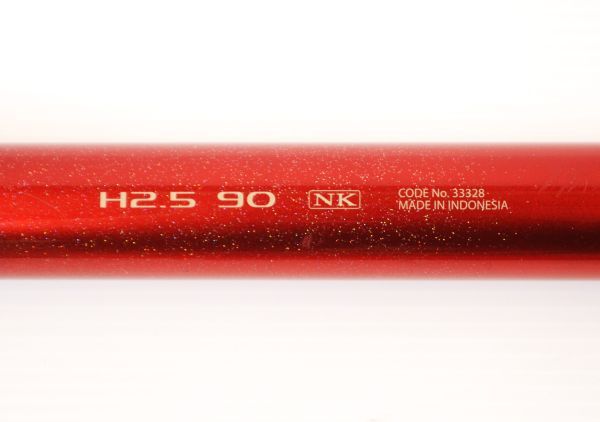 H2.5 90 NK
CODE No. 33328
MADE IN INDONESIA